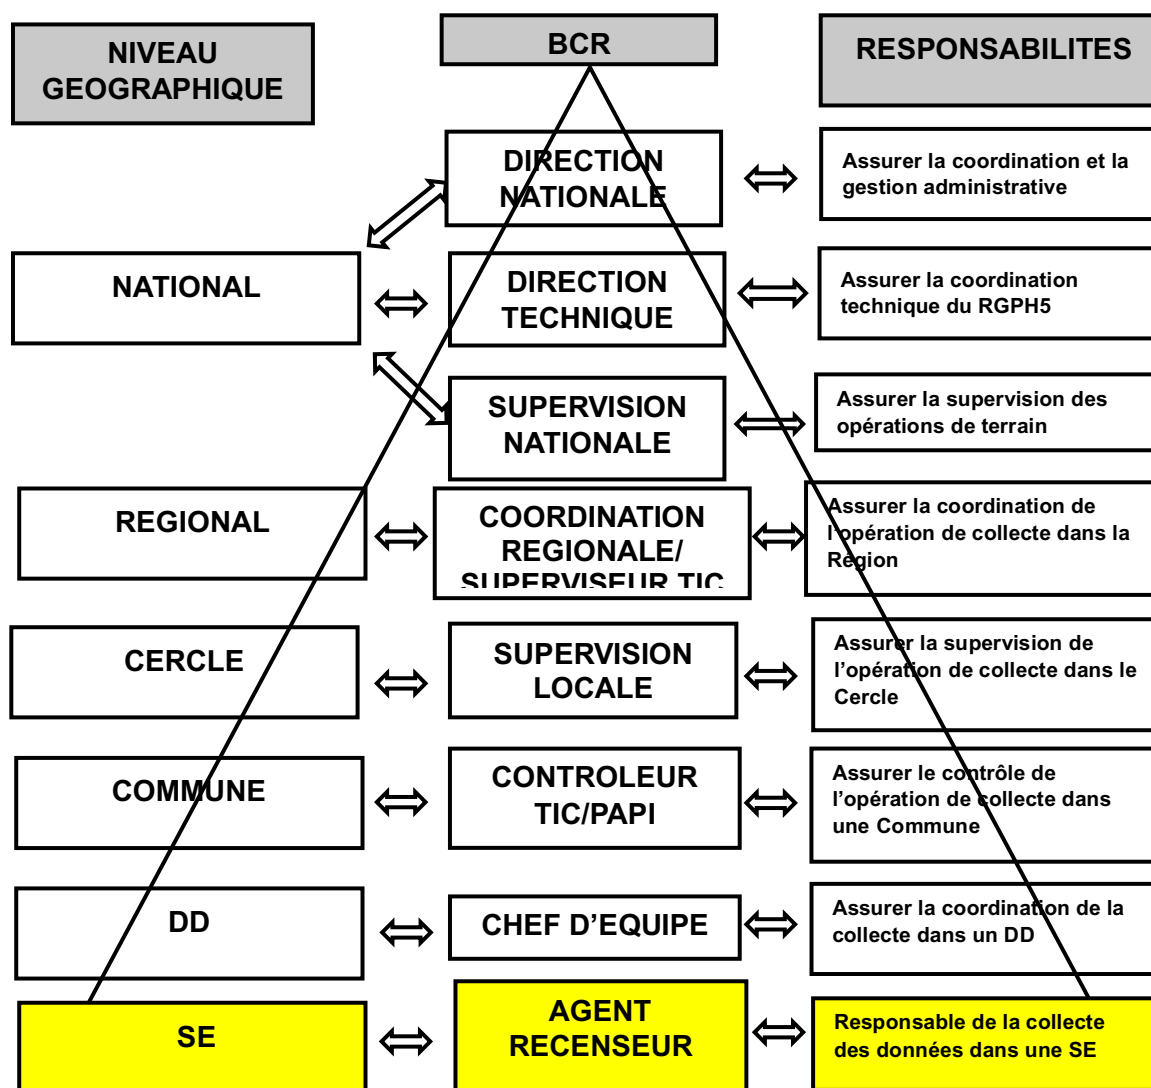 NIVEAU
GEOGRAPHIQUE
BCR
RESPONSABILITES
DIRECTION
NATIONALE
Assurer la coordination et la
gestion administrative
NATIONAL
DIRECTION
TECHNIQUE
Assurer la coordination
technique du RGPH5
SUPERVISION
NATIONALE
Assurer la supervision des
opérations de terrain
REGIONAL
COORDINATION
REGIONALE/
SUPERVISEUR TIC
Assurer la coordination de
l'opération de collecte dans la
Région
CERCLE
SUPERVISION
LOCALE
Assurer la supervision de
l'opération de collecte dans le
Cercle
COMMUNE
CONTROLEUR
TIC/PAPI
Assurer le contrôle de
l'opération de collecte dans
une Commune
DD
CHEF D'EQUIPE
Assurer la coordination de la
collecte dans un DD
SE
AGENT
RECENSEUR
Responsable de la collecte
des données dans une SE